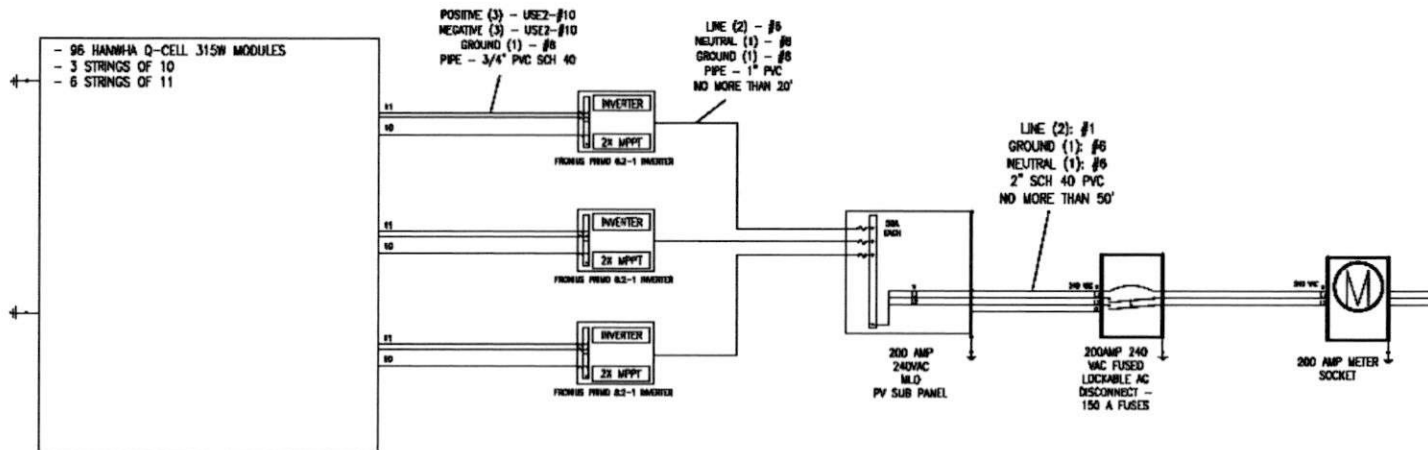 - 96 HANWHA Q-CELL 315W MODULES
- 3 STRINGS OF 10
- 6 STRINGS OF 11
POSITIVE (3) - USE2-#10
NEGATIVE (3) - USE2-#10
GROUND (1) - #8
PIPE - 3/4" PVC SCH 40
LINE (2) - #6
NEUTRAL (1) - #8
GROUND (1) - #8
PIPE - 1" PVC
NO MORE THAN 20'
11
10
INVERTER
2X MPPT
FRONIUS PRIMO 8.2-1 INVERTER
11
10
INVERTER
2X MPPT
FRONIUS PRIMO 8.2-1 INVERTER
11
10
INVERTER
2X MPPT
FRONIUS PRIMO 8.2-1 INVERTER
50A
EACH
200 AMP
240VAC
MLO
PV SUB PANEL
LINE (2): #1
GROUND (1): #6
NEUTRAL (1): #6
2" SCH 40 PVC
NO MORE THAN 50'
240 VAC
200AMP 240
VAC FUSED
LOCKABLE AC
DISCONNECT -
150 A FUSES
240 VAC
M
200 AMP METER
SOCKET